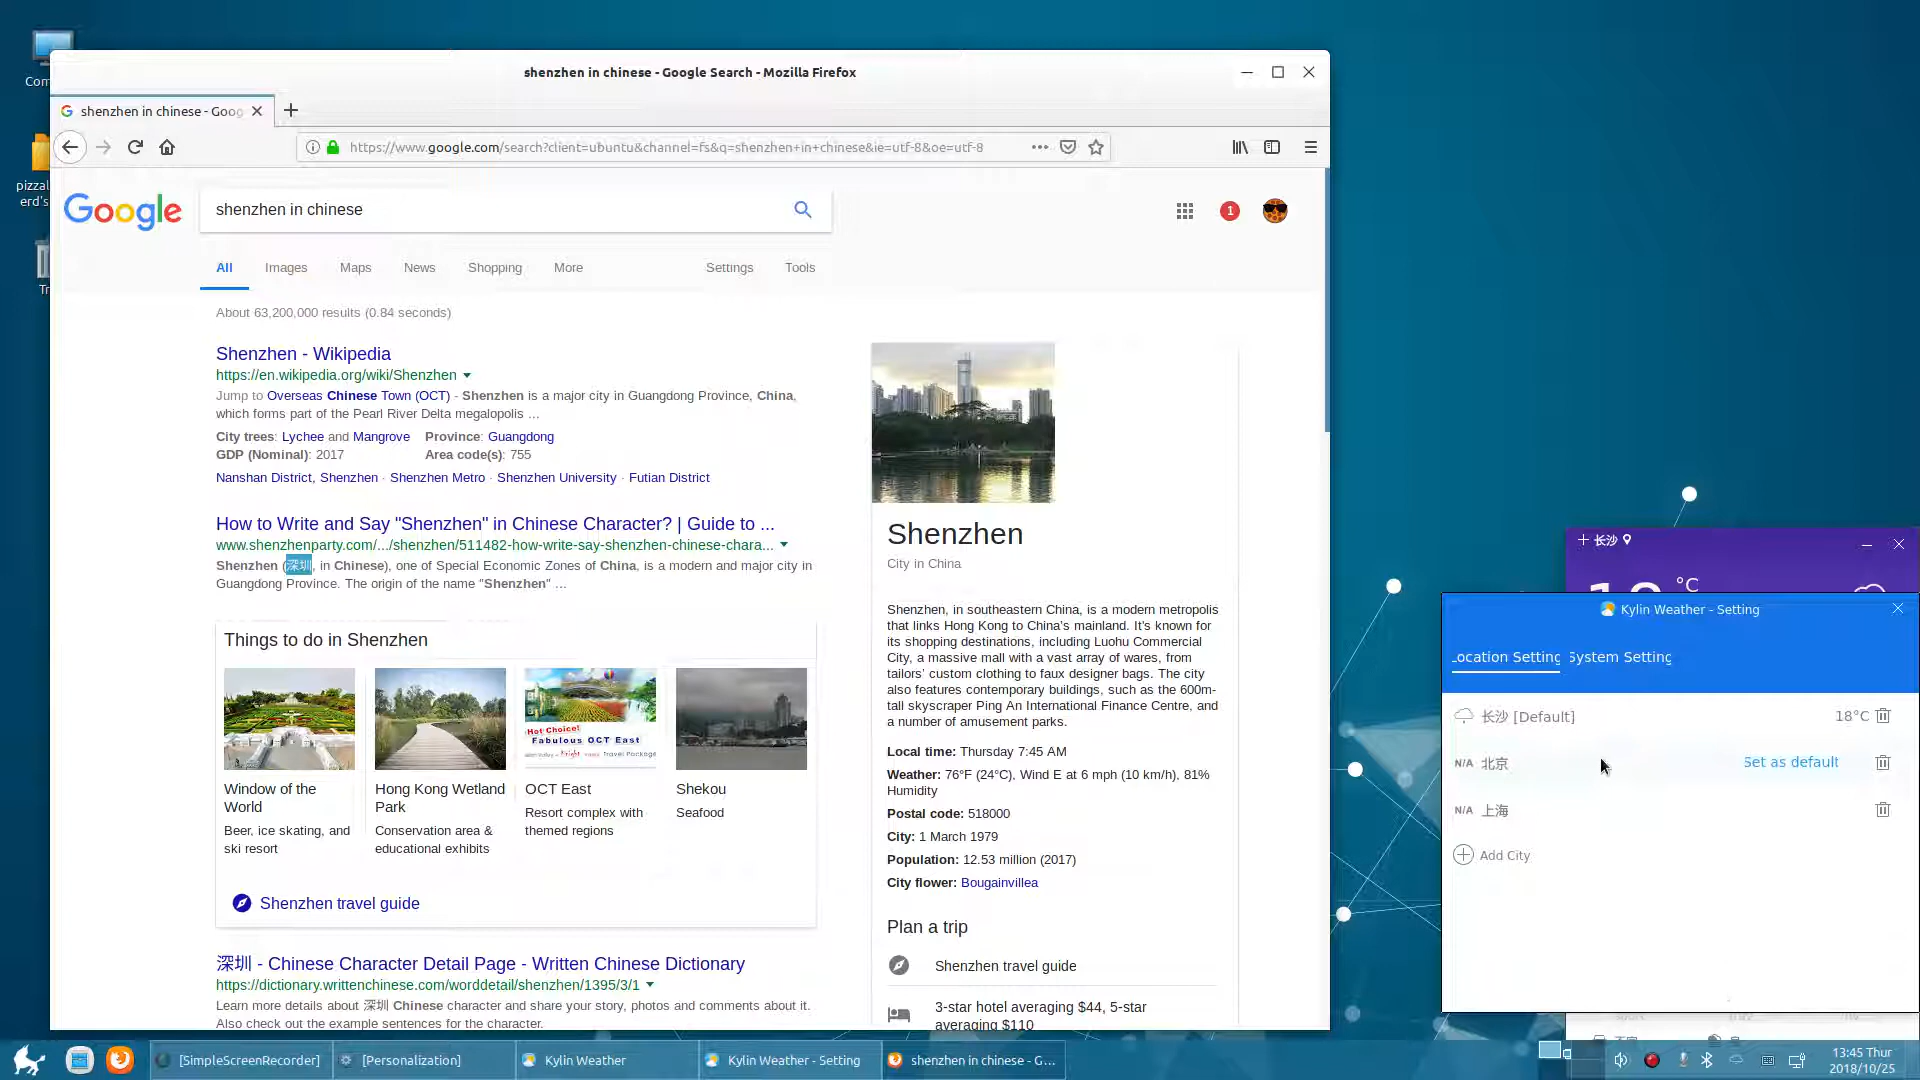 shenzhen in chinese - Google Search - Mozilla Firefox
shenzhen in chinese - Goog
https://www.google.com/search?client=ubuntu&channel=fs&q=shenzhen+in+chinese&ie=utf-8&oe=utf-8
Google
shenzhen in chinese
1
All Images Maps News Shopping More Settings Tools
About 63,200,000 results (0.84 seconds)
Shenzhen - Wikipedia
https://en.wikipedia.org/wiki/Shenzhen
Jump to Overseas Chinese Town (OCT) - Shenzhen is a major city in Guangdong Province, China,
which forms part of the Pearl River Delta megalopolis ...
City trees: Lychee and Mangrove Province: Guangdong
GDP (Nominal): 2017 Area code(s): 755
Nanshan District, Shenzhen · Shenzhen Metro · Shenzhen University · Futian District
How to Write and Say "Shenzhen" in Chinese Character? | Guide to ...
www.shenzhenparty.com/.../shenzhen/511482-how-write-say-shenzhen-chinese-chara...
Shenzhen (深圳, in Chinese), one of Special Economic Zones of China, is a modern and major city in
Guangdong Province. The origin of the name "Shenzhen" ...
Things to do in Shenzhen
Hot Choice!
Fabulous OCT East
Window of the
World
Beer, ice skating, and
ski resort
Hong Kong Wetland
Park
Conservation area &
educational exhibits
OCT East
Resort complex with
themed regions
Shekou
Seafood
Shenzhen travel guide
深圳 - Chinese Character Detail Page - Written Chinese Dictionary
https://dictionary.writtenchinese.com/worddetail/shenzhen/1395/3/1
Learn more details about 深圳 Chinese character and share your story, photos and comments about it.
Also check out the example sentences for the character.
Shenzhen
City in China
Shenzhen, in southeastern China, is a modern metropolis
that links Hong Kong to China's mainland. It's known for
its shopping destinations, including Luohu Commercial
City, a massive mall with a vast array of wares, from
tailors' custom clothing to faux designer bags. The city
also features contemporary buildings, such as the 600m-
tall skyscraper Ping An International Finance Centre, and
a number of amusement parks.
Local time: Thursday 7:45 AM
Weather: 76°F (24°C), Wind E at 6 mph (10 km/h), 81%
Humidity
Postal code: 518000
City: 1 March 1979
Population: 12.53 million (2017)
City flower: Bougainvillea
Plan a trip
Shenzhen travel guide
3-star hotel averaging $44, 5-star
averaging $110
Com
pizzal
erd's
Tr
长沙
°C
Kylin Weather - Setting
Location Setting System Setting
长沙 [Default] 18°C
N/A 北京 Set as default
N/A 上海
Add City
[SimpleScreenRecorder] [Personalization] Kylin Weather Kylin Weather - Setting shenzhen in chinese - G...
13:45 Thur
2018/10/25